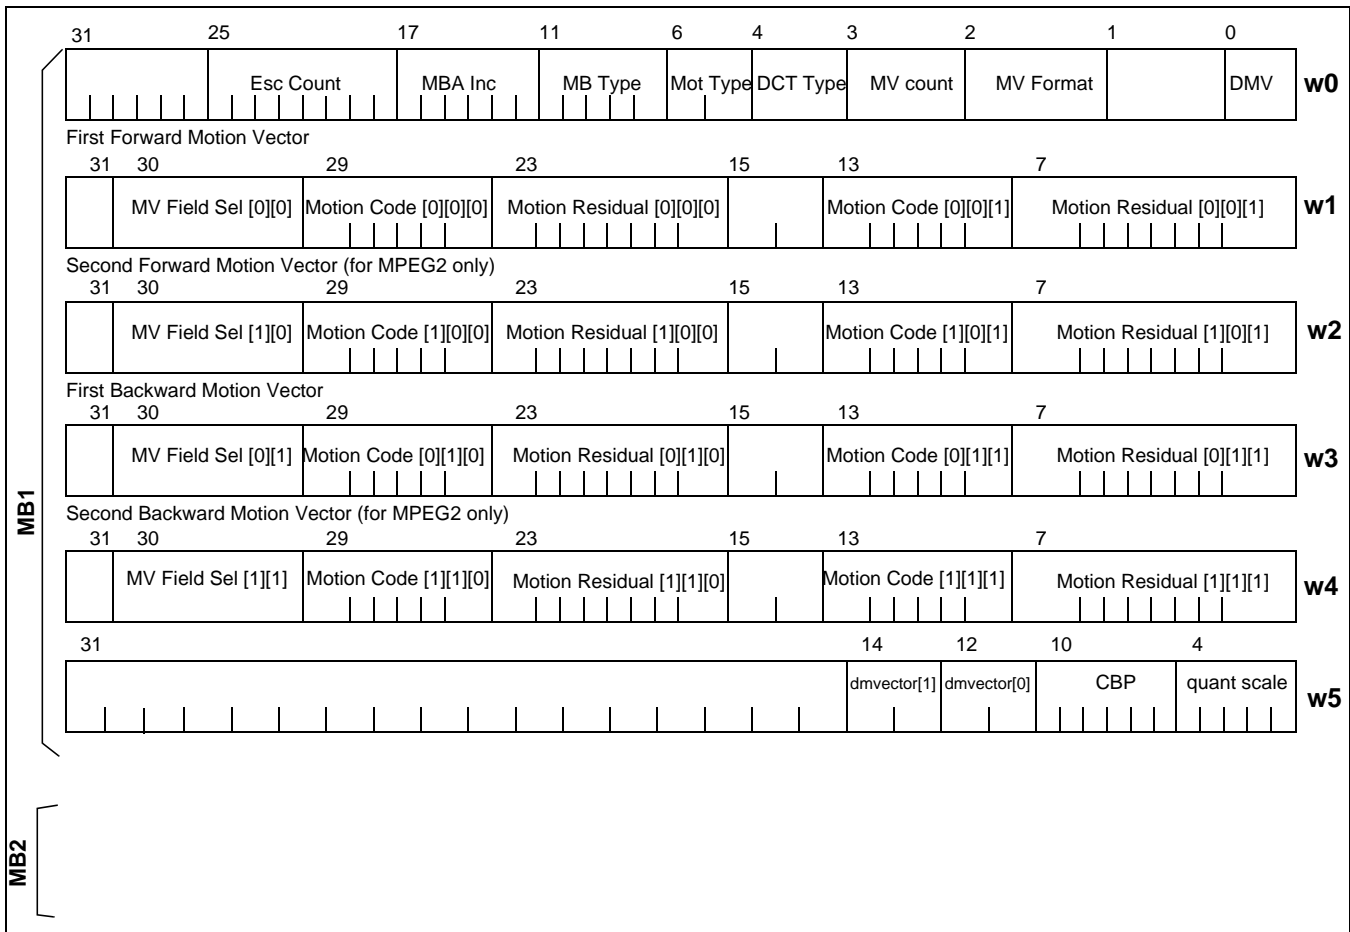 31 25 17 11 6 4 3 2 1 0
Esc Count MBA Inc MB Type Mot Type DCT Type MV count MV Format DMV w0
First Forward Motion Vector
31 30 29 23 15 13 7
MV Field Sel [0][0] Motion Code [0][0][0] Motion Residual [0][0][0] Motion Code [0][0][1] Motion Residual [0][0][1] w1
Second Forward Motion Vector (for MPEG2 only)
31 30 29 23 15 13 7
MV Field Sel [1][0] Motion Code [1][0][0] Motion Residual [1][0][0] Motion Code [1][0][1] Motion Residual [1][0][1] w2
First Backward Motion Vector
31 30 29 23 15 13 7
MV Field Sel [0][1] Motion Code [0][1][0] Motion Residual [0][1][0] Motion Code [0][1][1] Motion Residual [0][1][1] w3
MB1
Second Backward Motion Vector (for MPEG2 only)
31 30 29 23 15 13 7
MV Field Sel [1][1] Motion Code [1][1][0] Motion Residual [1][1][0] Motion Code [1][1][1] Motion Residual [1][1][1] w4
31 14 12 10 4
dmvector[1] dmvector[0] CBP quant scale w5
MB2